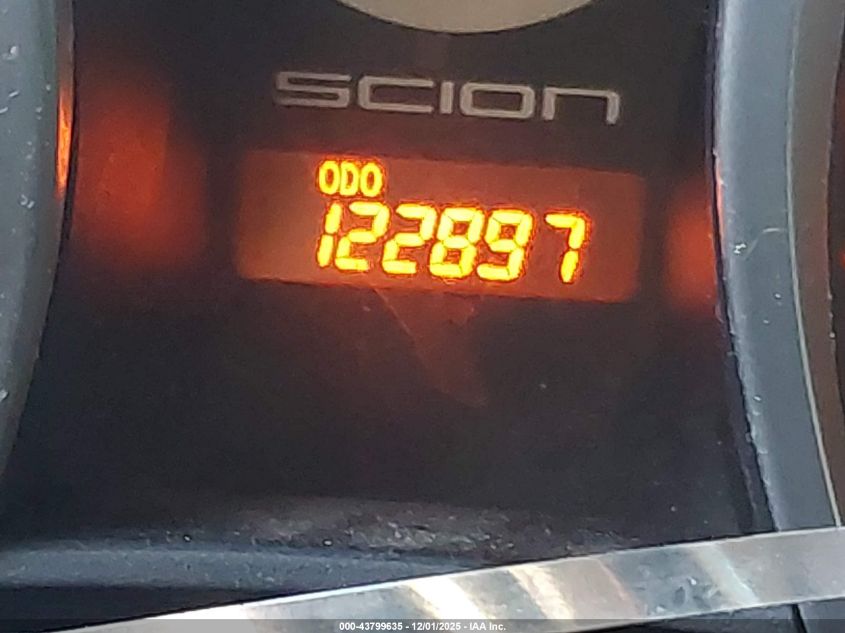 SCION
ODO
122897
000-43799635 - 12/01/2025 - IAA Inc.